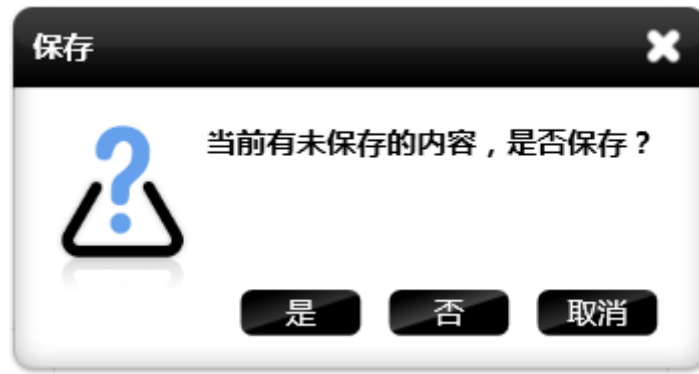 保存
当前有未保存的内容，是否保存？
是
否
取消